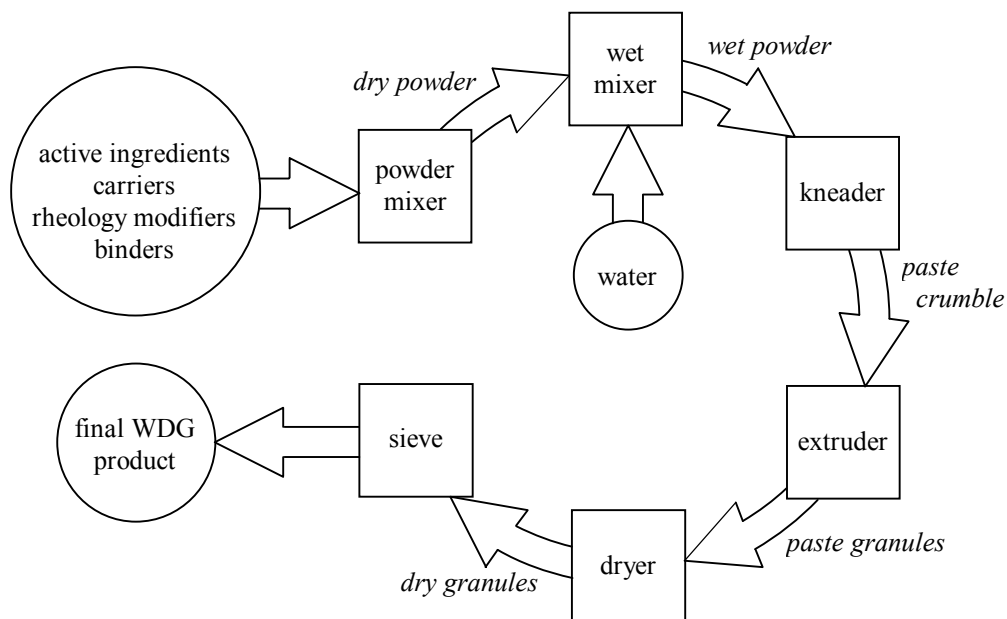 active ingredients
carriers
rheology modifiers
binders
powder
mixer
dry powder
wet
mixer
water
wet powder
kneader
paste
crumble
extruder
paste granules
dryer
dry granules
sieve
final WDG
product